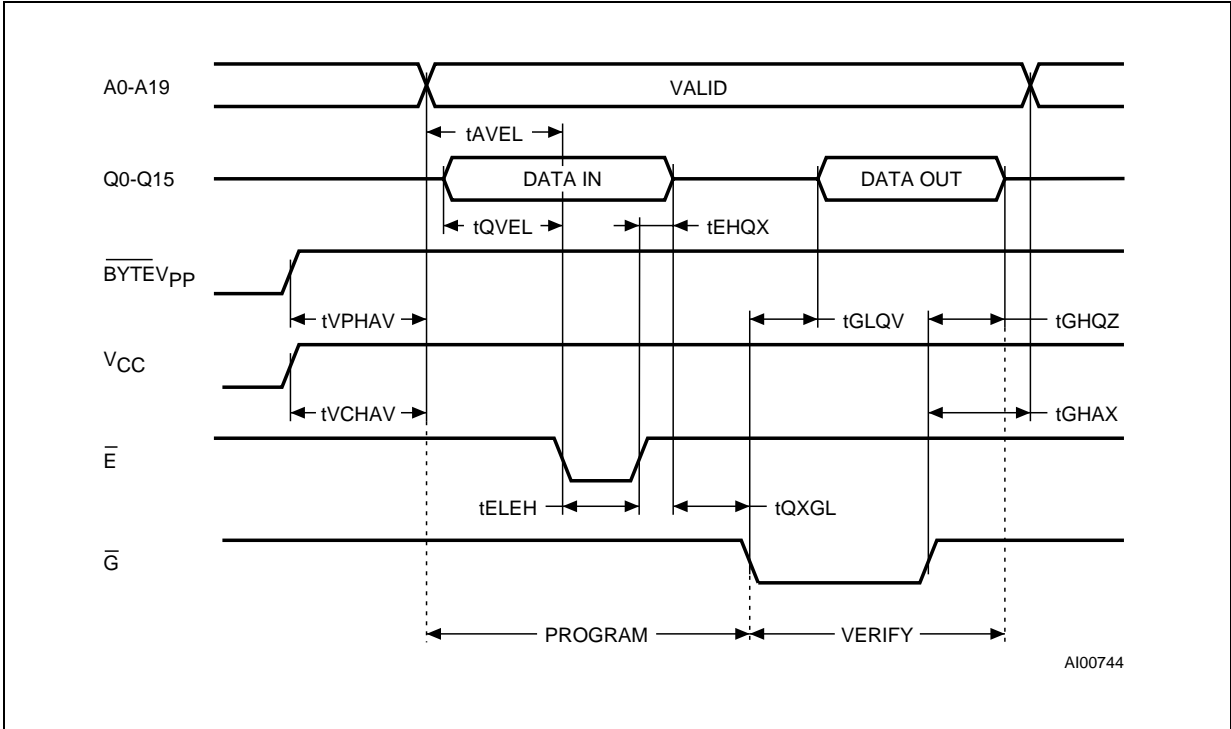 A0-A19
VALID
tAVEL
Q0-Q15
DATA IN
DATA OUT
tQVEL
tEHQX
B̅Y̅T̅E̅VPP
tVPHAV
tGLQV
tGHQZ
VCC
tVCHAV
tGHAX
E̅
tELEH
tQXGL
G̅
PROGRAM
VERIFY
AI00744